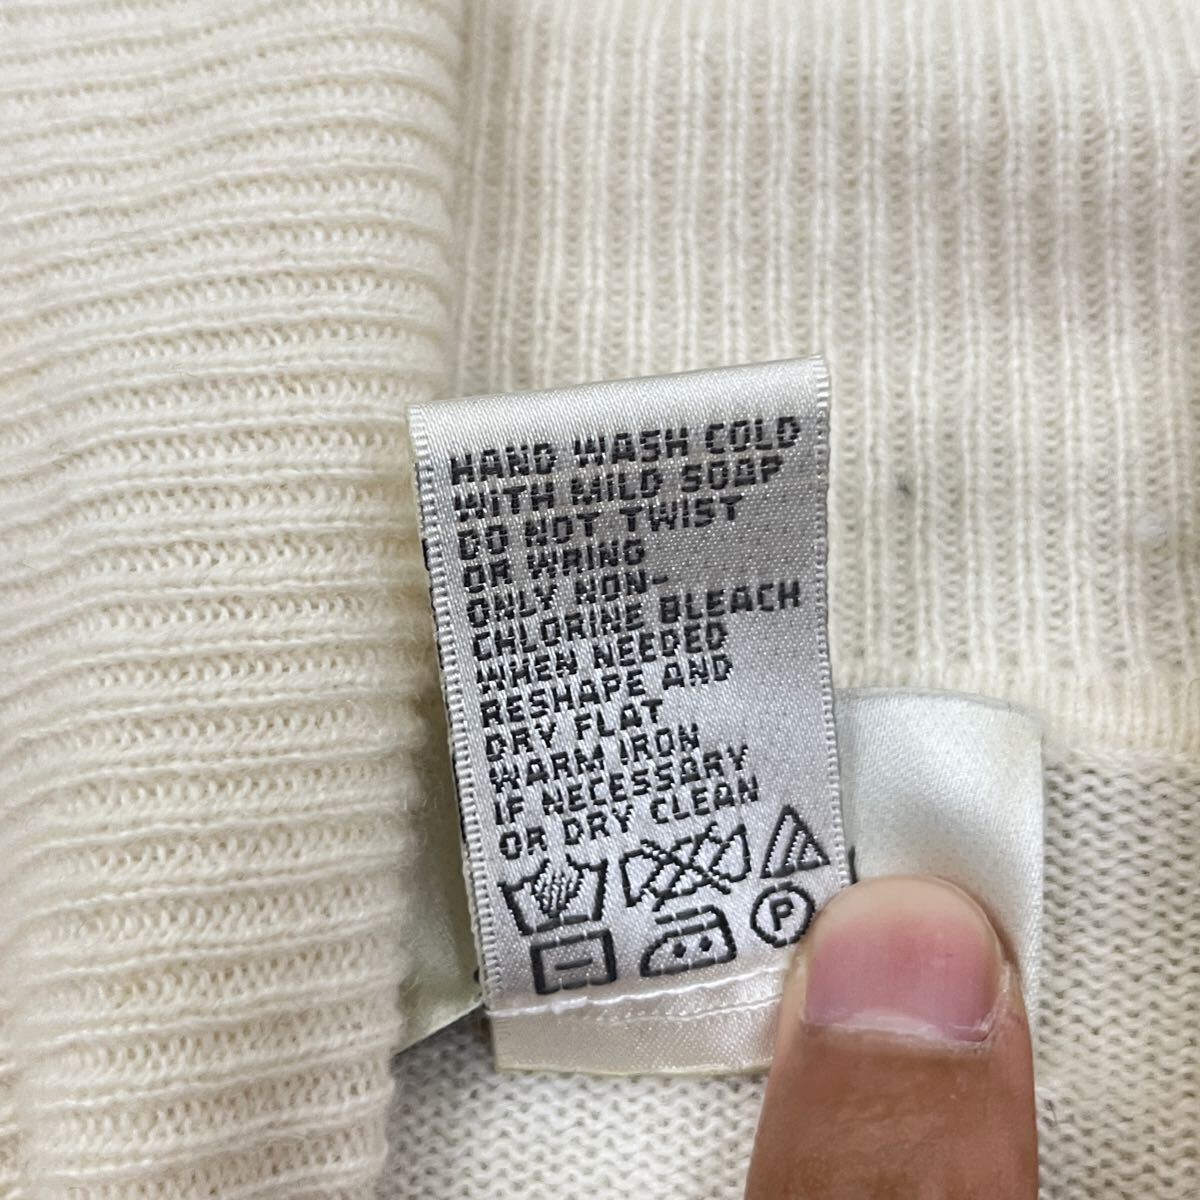 HAND WASH COLD
WITH MILD SOAP
DO NOT TWIST
OR WRING
ONLY NON-
CHLORINE BLEACH
WHEN NEEDED
RESHAPE AND
DRY FLAT
WARM IRON
IF NECESSARY
OR DRY CLEAN
P